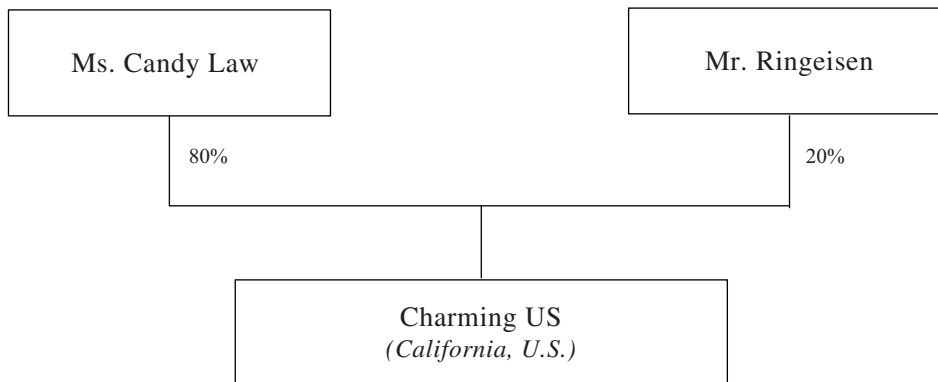 Ms. Candy Law
Mr. Ringeisen
80%
20%
Charming US
(California, U.S.)